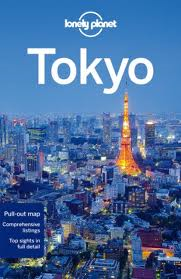 lonely planet
Tokyo
Pull-out map
Comprehensive
listings
Top sights in
full detail